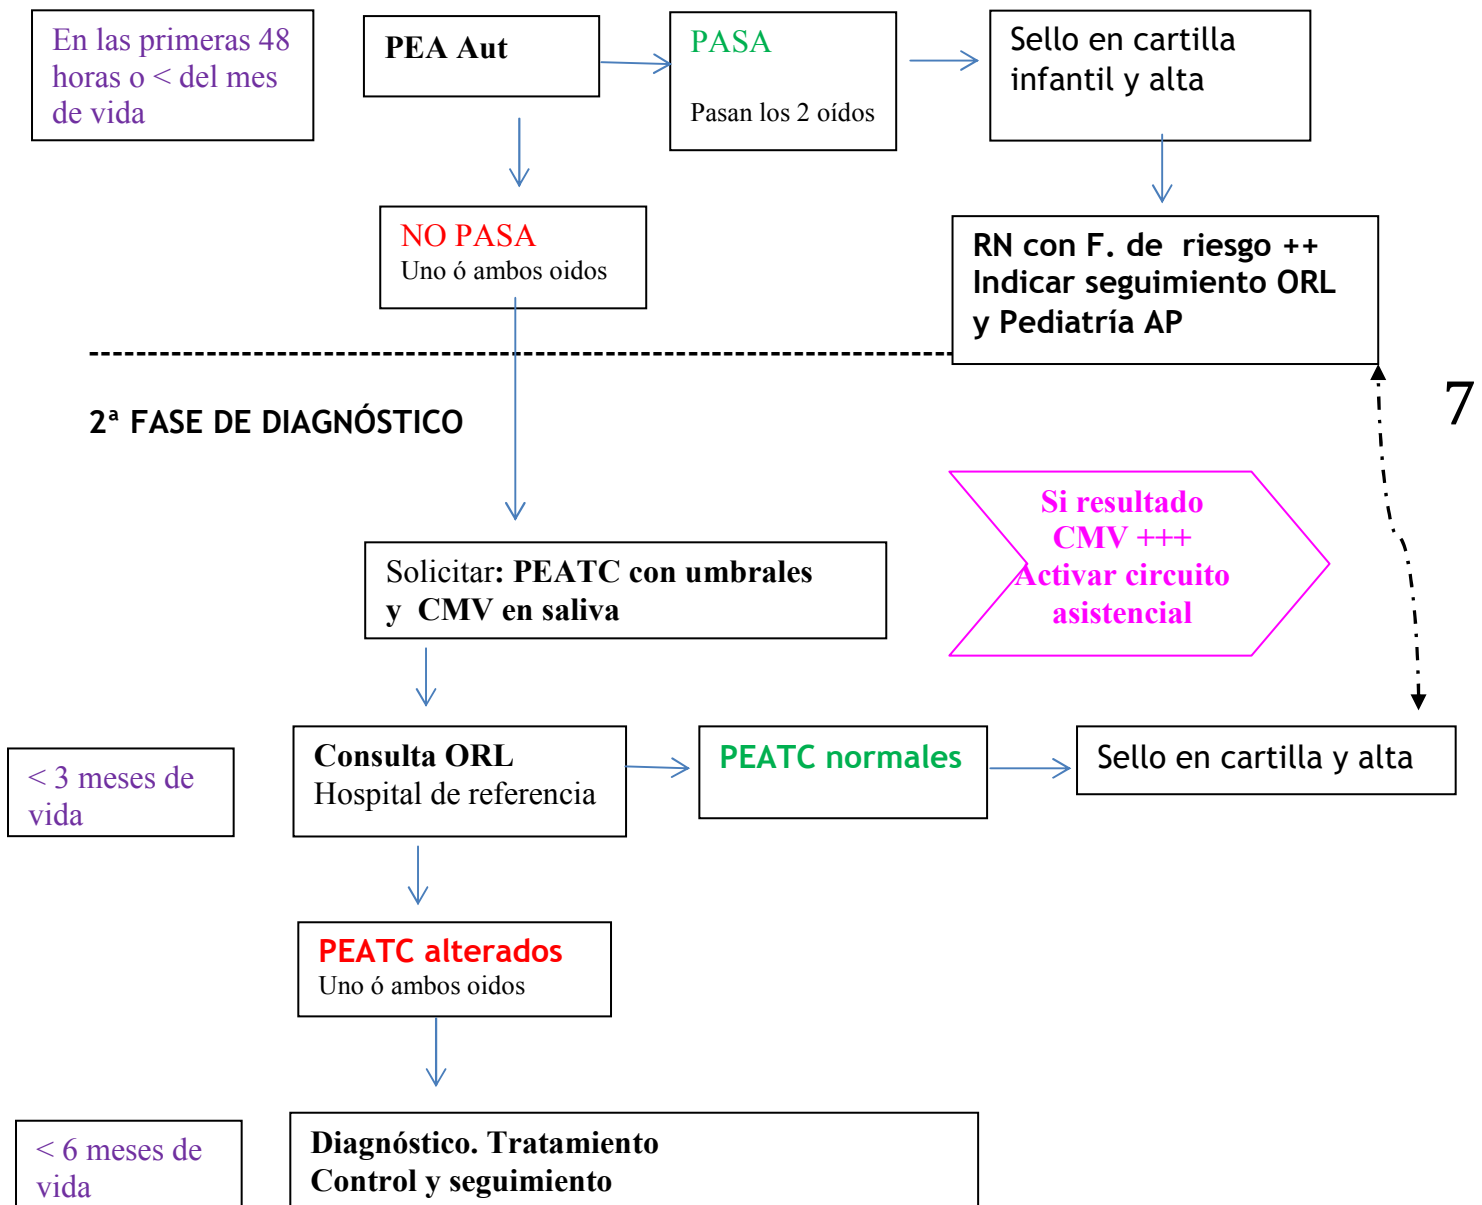 En las primeras 48
horas o < del mes
de vida
PEA Aut
PASA
Pasan los 2 oídos
Sello en cartilla
infantil y alta
NO PASA
Uno ó ambos oidos
RN con F. de riesgo ++
Indicar seguimiento ORL
y Pediatría AP
7
2ª FASE DE DIAGNÓSTICO
Si resultado
CMV +++
Activar circuito
asistencial
Solicitar: PEATC con umbrales
y CMV en saliva
< 3 meses de
vida
Consulta ORL
Hospital de referencia
PEATC normales
Sello en cartilla y alta
PEATC alterados
Uno ó ambos oidos
< 6 meses de
vida
Diagnóstico. Tratamiento
Control y seguimiento